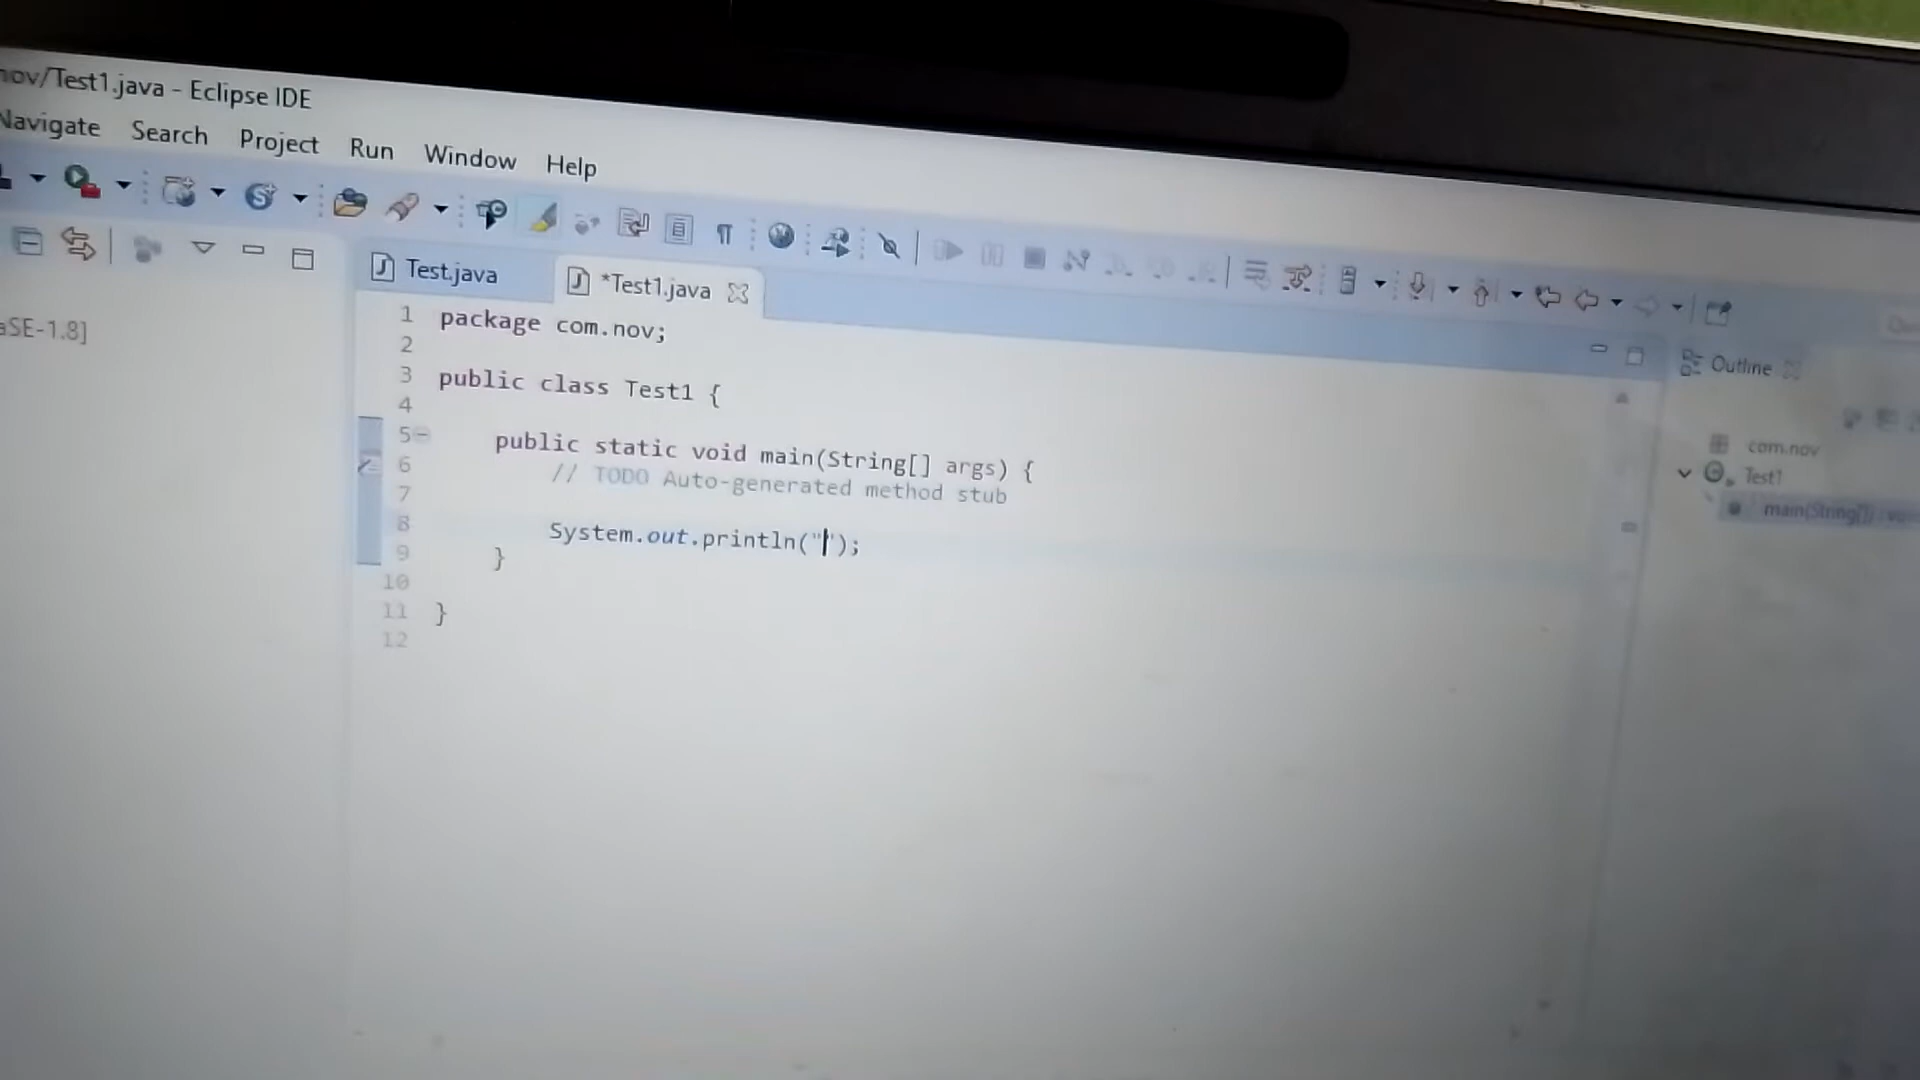 nov/Test1.java - Eclipse IDE
Navigate Search Project Run Window Help
Test.java
*Test1.java
aSE-1.8]
1 package com.nov;
2
3 public class Test1 {
4
5 public static void main(String[] args) {
6 // TODO Auto-generated method stub
7
8 System.out.println("");
9 }
10
11 }
12
Outline
com.nov
Test1
main(String[])